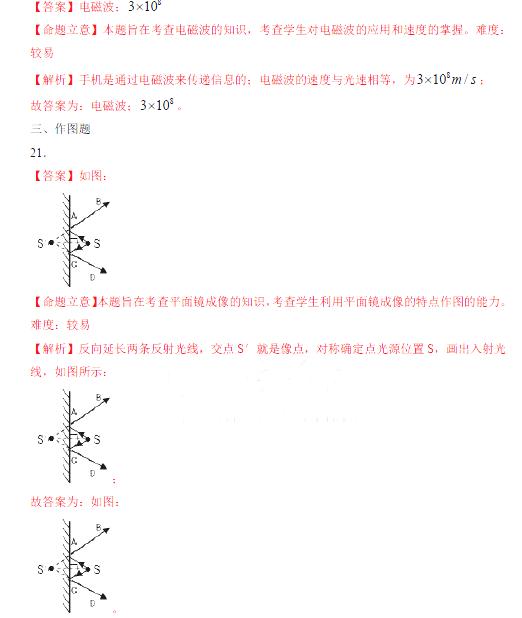 【答案】电磁波；3×10⁸
【命题立意】本题旨在考查电磁波的知识，考查学生对电磁波的应用和速度的掌握。难度：
较易
【解析】手机是通过电磁波来传递信息的；电磁波的速度与光速相等，为3×10⁸m/s；
故答案为：电磁波；3×10⁸。
三、作图题
21.
【答案】如图：
B
A
S' S
G
D
【命题立意】本题旨在考查平面镜成像的知识，考查学生利用平面镜成像的特点作图的能力。
难度：较易
【解析】反向延长两条反射光线，交点S′就是像点，对称确定点光源位置S，画出入射光
线，如图所示：
B
A
S' S
G
D
；
故答案为：如图：
B
A
S' S
G
D
。